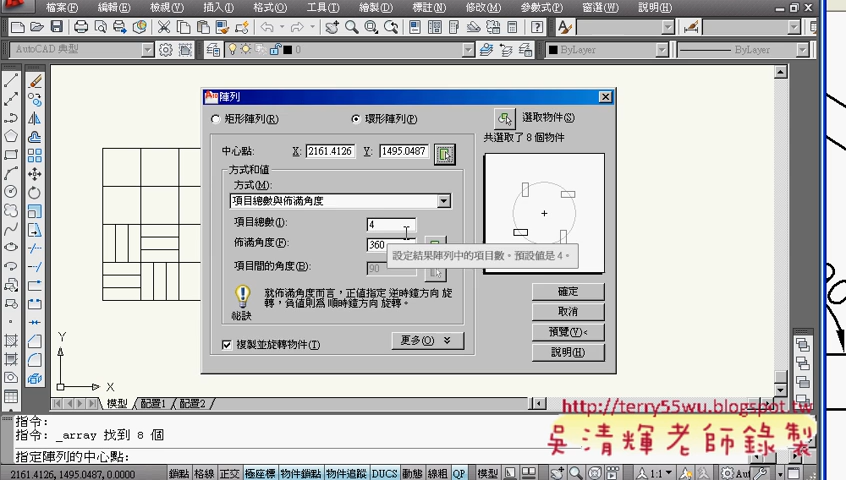 檔案(F) 編輯(E) 檢視(V) 插入(I) 格式(O) 工具(T) 繪製(D) 標註(N) 修改(M) 參數式(P) 視窗(W) 說明(H)
AutoCAD 典型
0
ByLayer
ByLayer
陣列
矩形陣列(R)
環形陣列(P)
選取物件(S)
共選取了 8 個物件
中心點:
X: 2161.4126
Y: 1495.0487
方式和值
方式(M):
項目總數與佈滿角度
項目總數(I): 4
佈滿角度(F): 360
設定結果陣列中的項目數。預設值是 4。
項目間的角度(B): 90
就佈滿角度而言，正值指定 逆時鐘方向 旋
轉，負值則為 順時鐘方向 旋轉。
祕訣
複製並旋轉物件(T)
更多(O)
確定
取消
預覽(V)<
說明(H)
Y
X
模型 配置1 配置2
指令:
指令: _array 找到 8 個
指定陣列的中心點:
http://terry55wu.blogspot.tw
吳清輝老師錄製
2161.4126, 1495.0487, 0.0000 鎖點 格線 正交 極座標 物件鎖點 物件追蹤 DUCS 動態 線粗 QP 模型 1:1